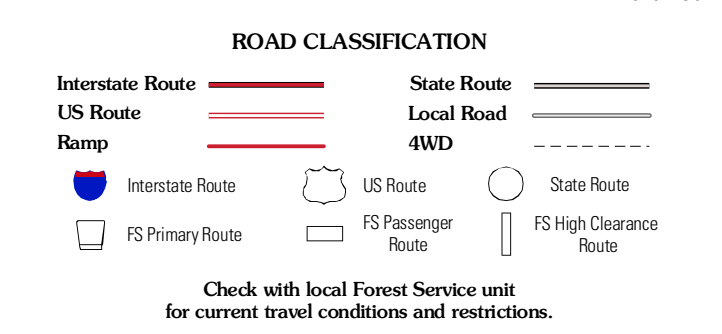 ROAD CLASSIFICATION
Interstate Route
State Route
US Route
Local Road
Ramp
4WD
Interstate Route
US Route
State Route
FS Primary Route
FS Passenger
Route
FS High Clearance
Route
Check with local Forest Service unit
for current travel conditions and restrictions.